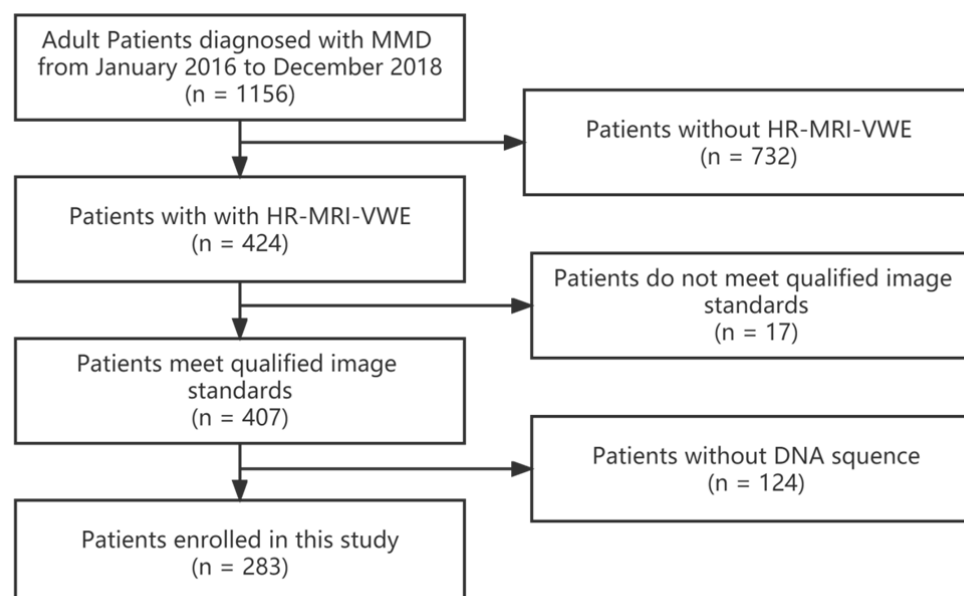 Adult Patients diagnosed with MMD
from January 2016 to December 2018
(n = 1156)
Patients without HR-MRI-VWE
(n = 732)
Patients with with HR-MRI-VWE
(n = 424)
Patients do not meet qualified image
standards
(n = 17)
Patients meet qualified image
standards
(n = 407)
Patients without DNA squence
(n = 124)
Patients enrolled in this study
(n = 283)